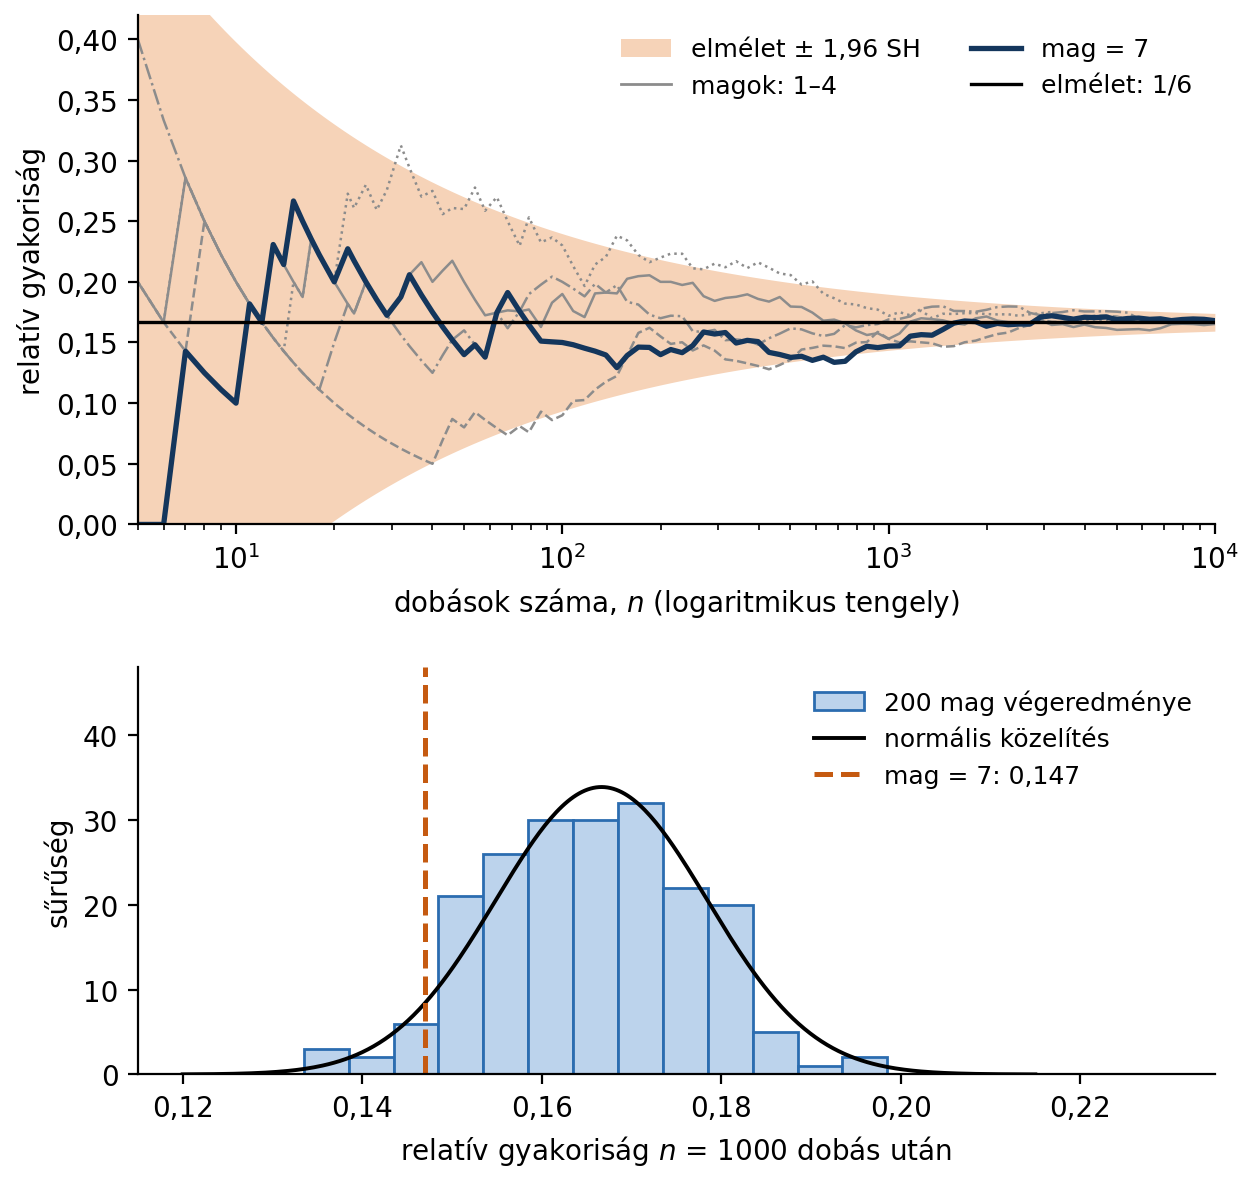 relatív gyakoriság
0,40
0,35
0,30
0,25
0,20
0,15
0,10
0,05
0,00
elmélet ± 1,96 SH
magok: 1–4
mag = 7
elmélet: 1/6
10¹
10²
10³
10⁴
dobások száma, n (logaritmikus tengely)
sűrűség
40
30
20
10
0
200 mag végeredménye
normális közelítés
mag = 7: 0,147
0,12
0,14
0,16
0,18
0,20
0,22
relatív gyakoriság n = 1000 dobás után